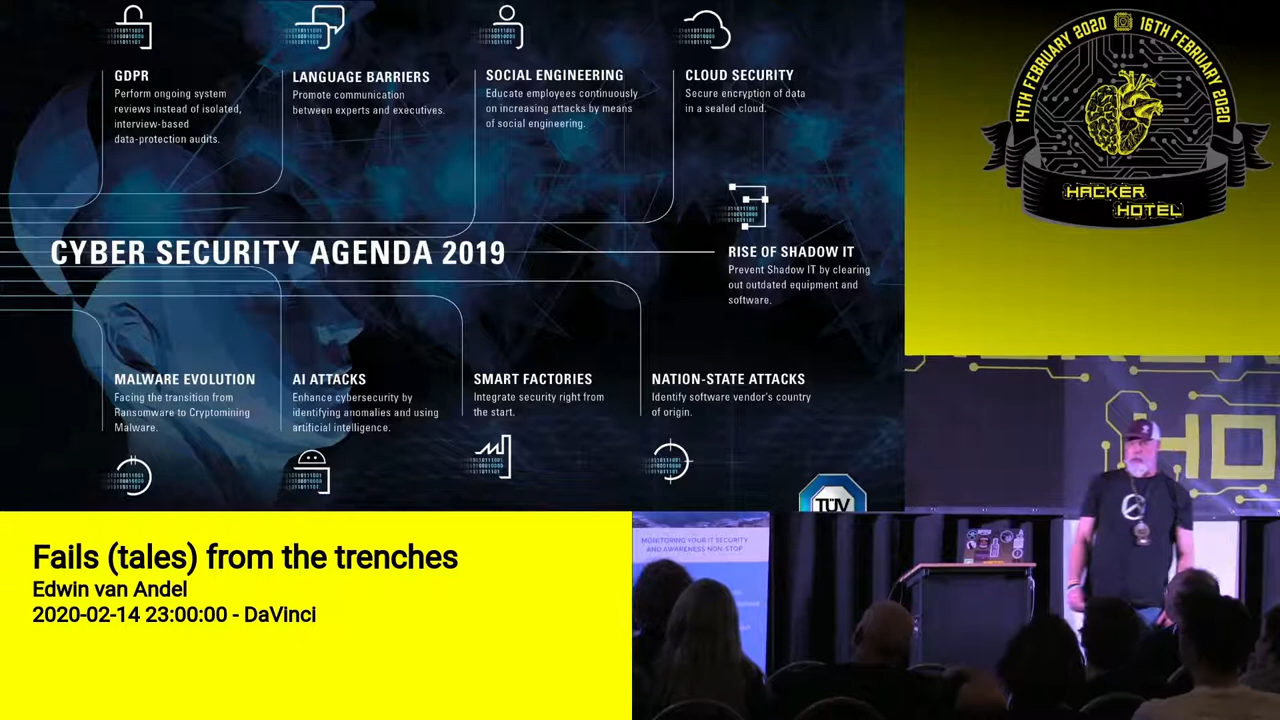 GDPR
Perform ongoing system
reviews instead of isolated,
interview-based
data-protection audits.
LANGUAGE BARRIERS
Promote communication
between experts and executives.
SOCIAL ENGINEERING
Educate employees continuously
on increasing attacks by means
of social engineering.
CLOUD SECURITY
Secure encryption of data
in a sealed cloud.
CYBER SECURITY AGENDA 2019
RISE OF SHADOW IT
Prevent Shadow IT by clearing
out outdated equipment and
software.
MALWARE EVOLUTION
Facing the transition from
Ransomware to Cryptomining
Malware.
AI ATTACKS
Enhance cybersecurity by
identifying anomalies and using
artificial intelligence.
SMART FACTORIES
Integrate security right from
the start.
NATION-STATE ATTACKS
Identify software vendor's country
of origin.
TÜV
14TH FEBRUARY 2020 16TH FEBRUARY 2020
HACKER
HOTEL
HO
MONITORING YOUR IT SECURITY
AND AWARENESS NON-STOP
Fails (tales) from the trenches
Edwin van Andel
2020-02-14 23:00:00 - DaVinci